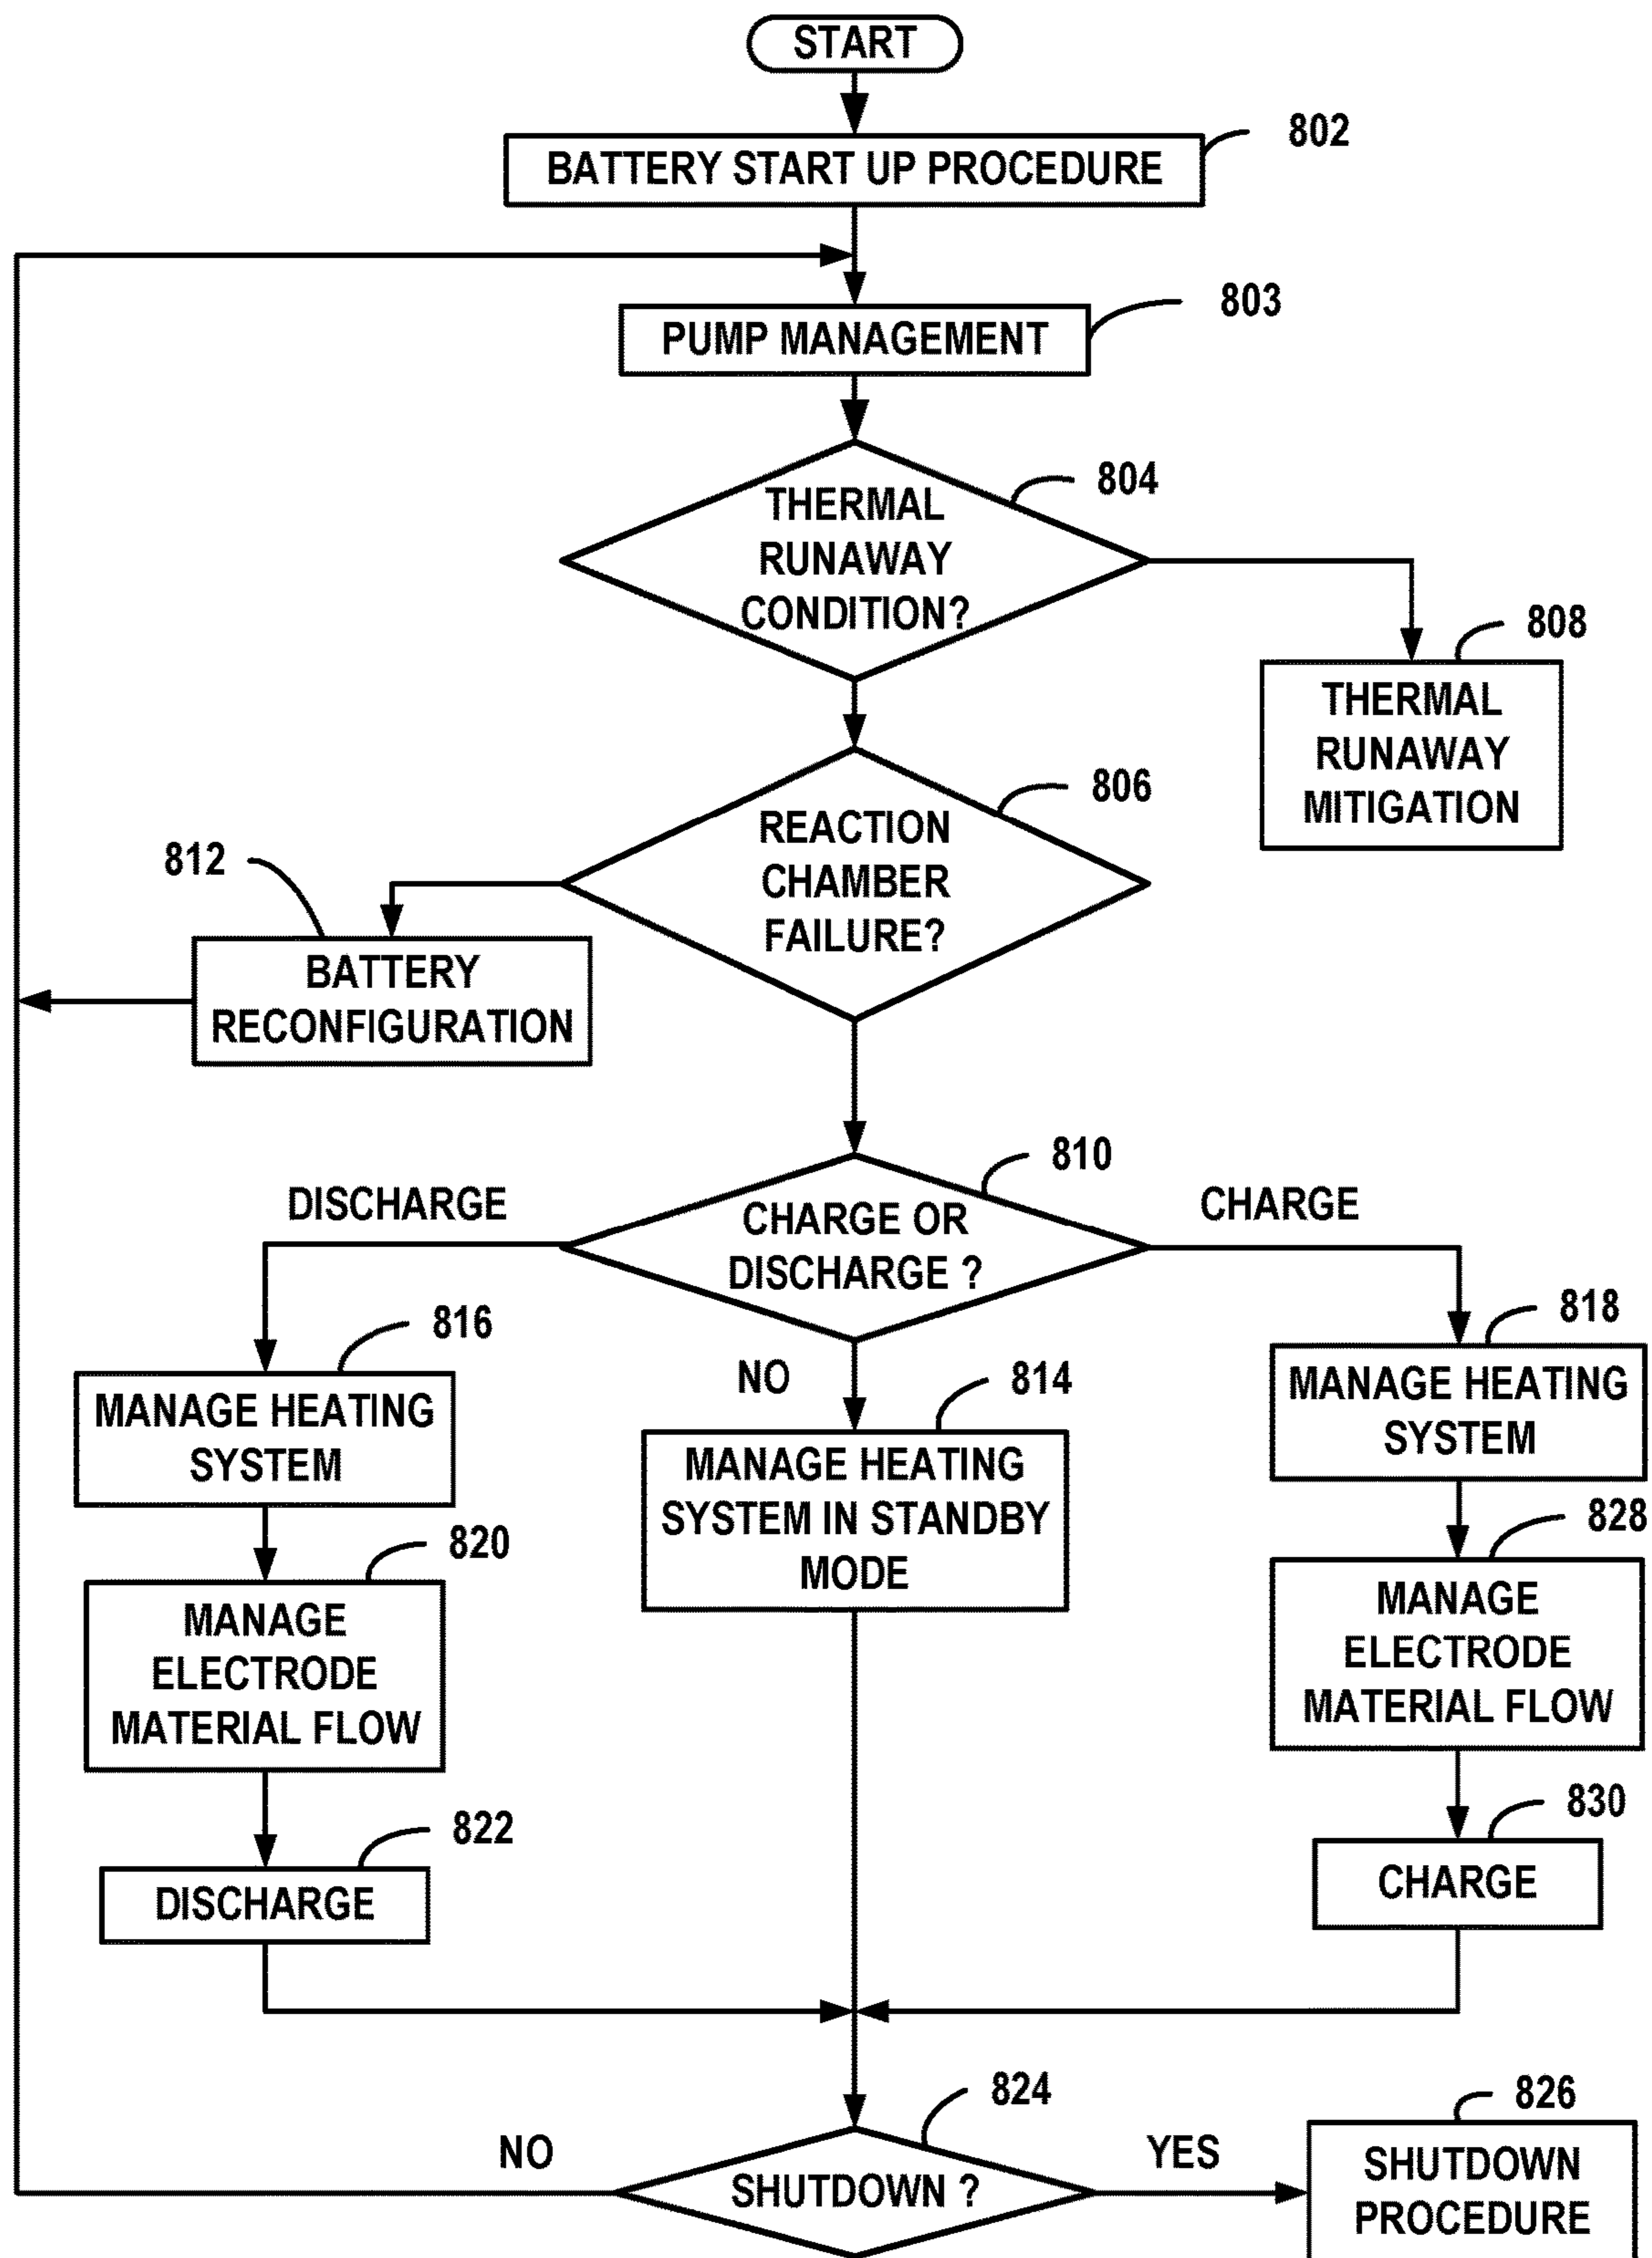 START
802
BATTERY START UP PROCEDURE
803
PUMP MANAGEMENT
804
THERMAL
RUNAWAY
CONDITION?
808
THERMAL
RUNAWAY
MITIGATION
806
REACTION
CHAMBER
FAILURE?
812
BATTERY
RECONFIGURATION
810
CHARGE OR
DISCHARGE ?
DISCHARGE
CHARGE
NO
816
MANAGE HEATING
SYSTEM
814
MANAGE HEATING
SYSTEM IN STANDBY
MODE
818
MANAGE HEATING
SYSTEM
820
MANAGE
ELECTRODE
MATERIAL FLOW
828
MANAGE
ELECTRODE
MATERIAL FLOW
822
DISCHARGE
830
CHARGE
824
SHUTDOWN ?
NO
YES
826
SHUTDOWN
PROCEDURE